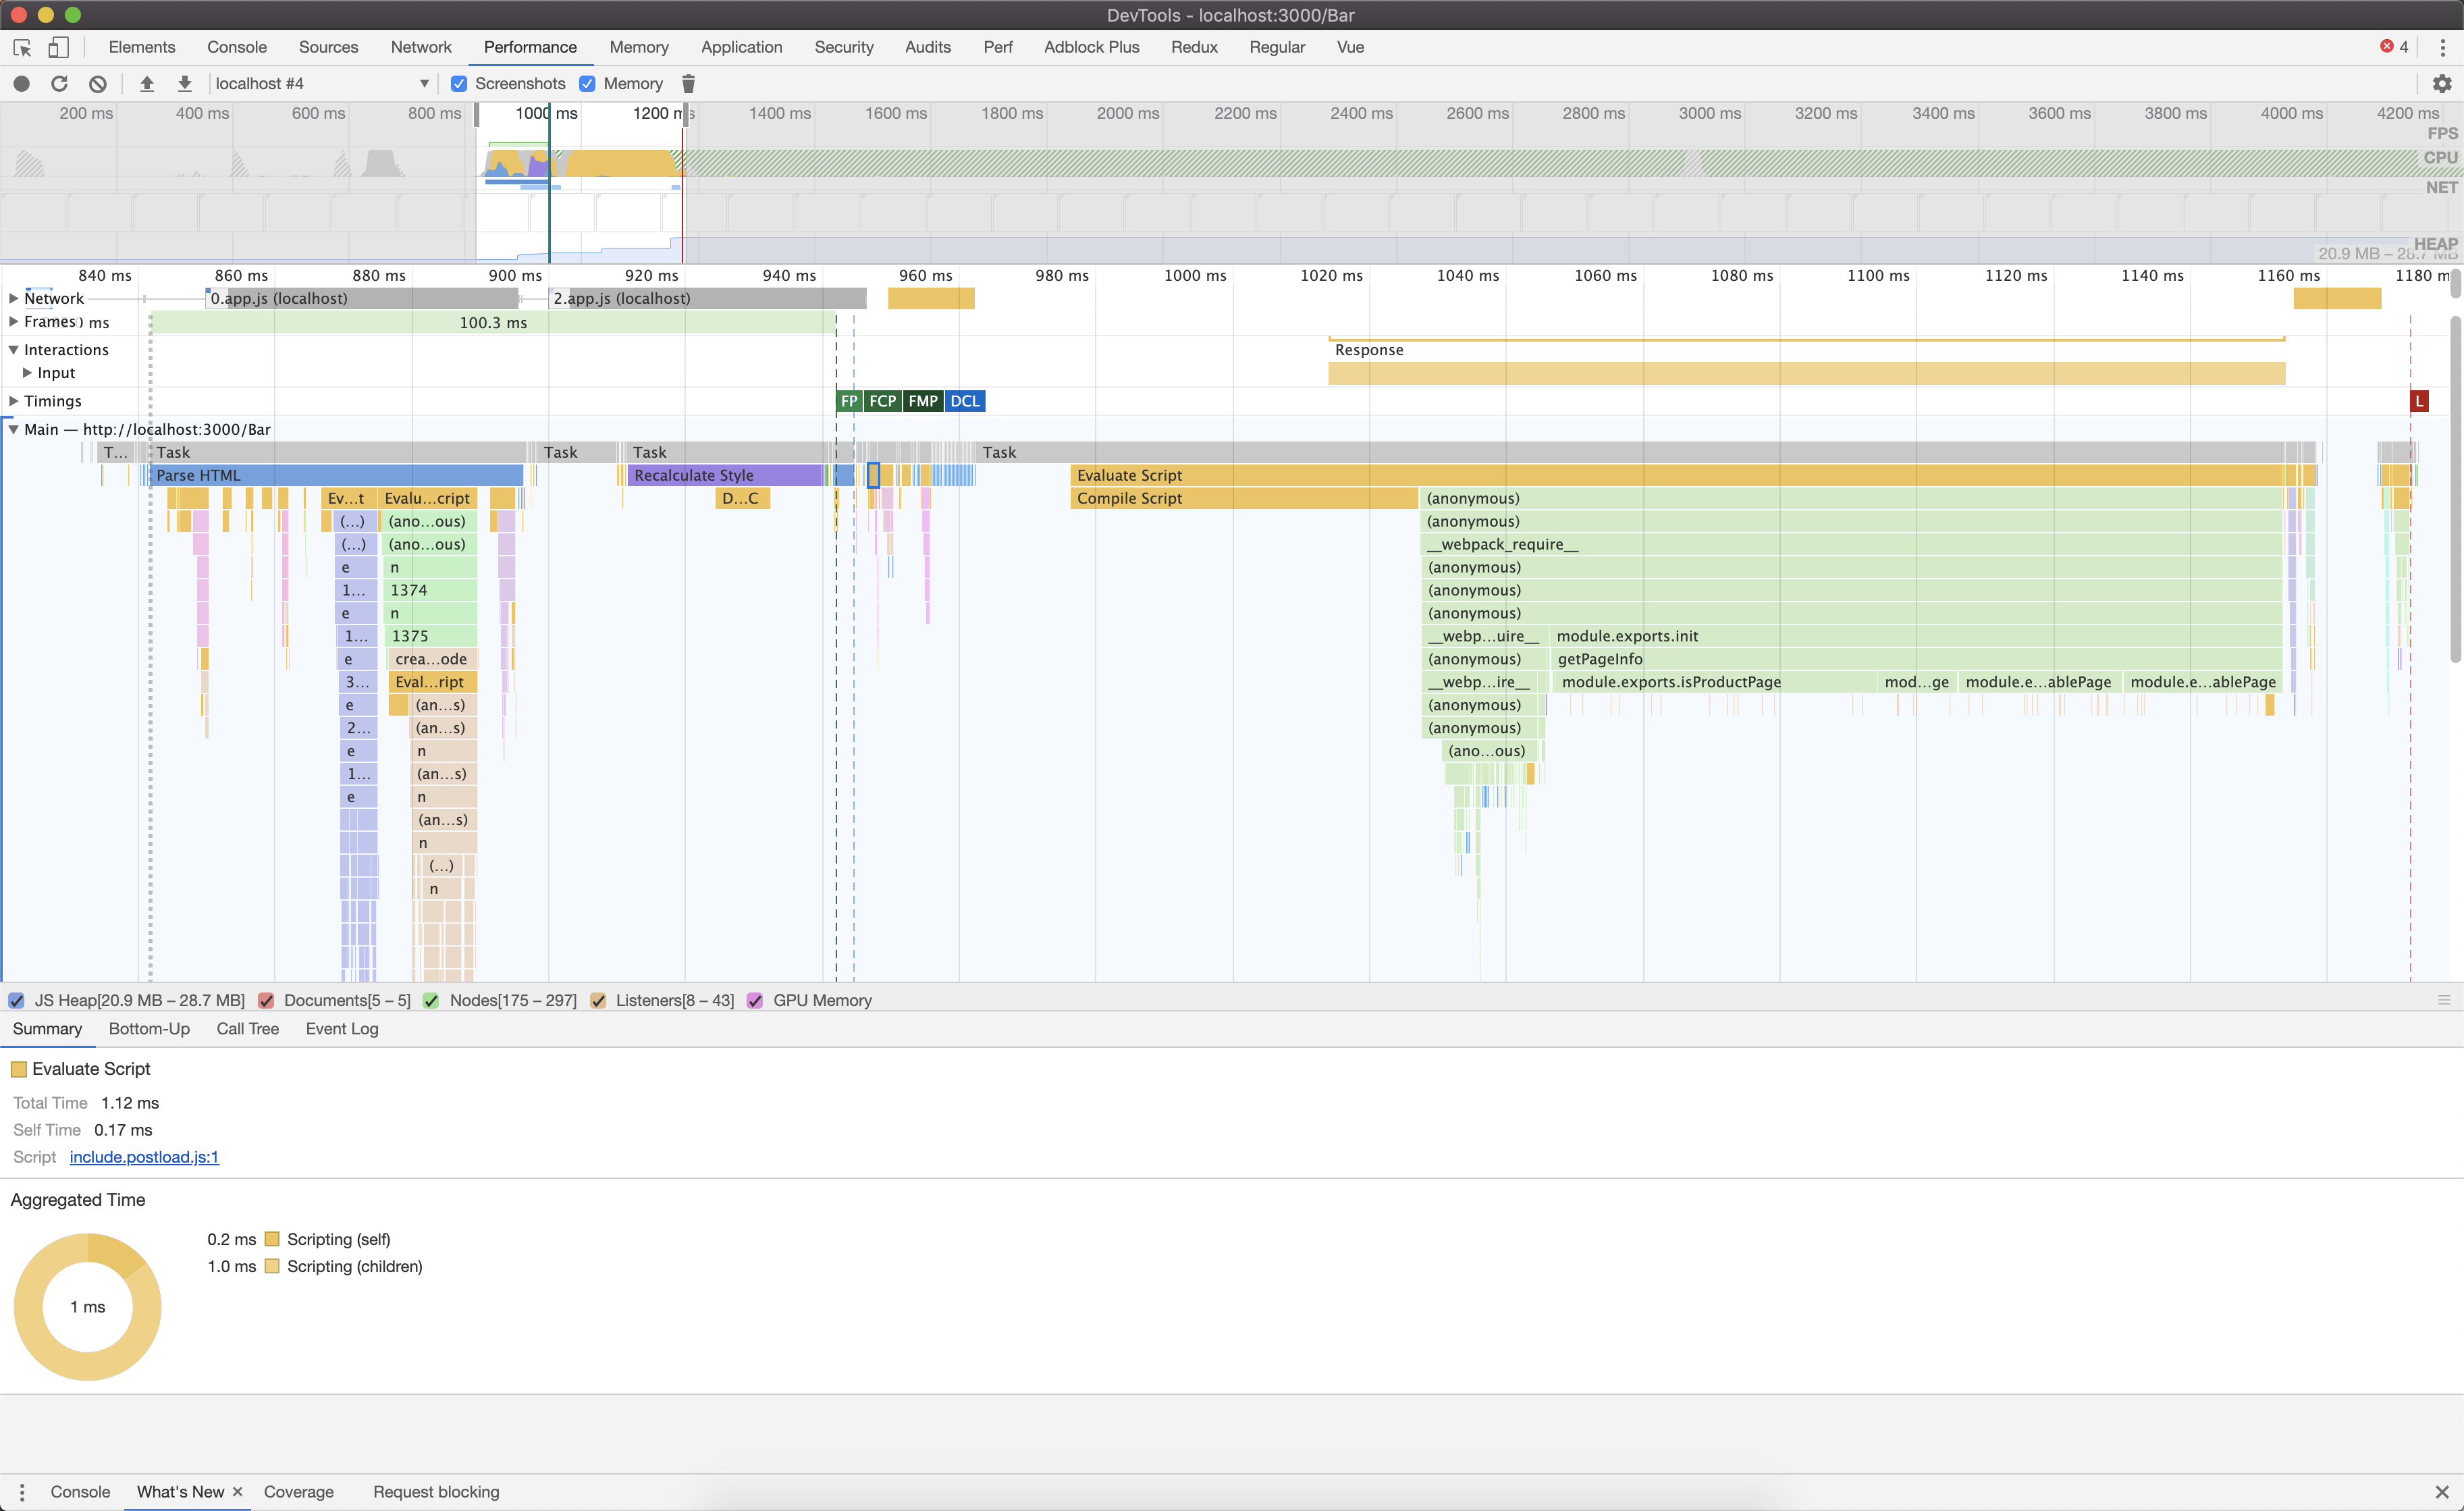 DevTools - localhost:3000/Bar
Elements Console Sources Network Performance Memory Application Security Audits Perf Adblock Plus Redux Regular Vue 4
localhost #4 Screenshots Memory
200 ms 400 ms 600 ms 800 ms 1000 ms 1200 ms 1400 ms 1600 ms 1800 ms 2000 ms 2200 ms 2400 ms 2600 ms 2800 ms 3000 ms 3200 ms 3400 ms 3600 ms 3800 ms 4000 ms 4200 ms
FPS
CPU
NET
HEAP
20.9 MB – 28.7 MB
840 ms 860 ms 880 ms 900 ms 920 ms 940 ms 960 ms 980 ms 1000 ms 1020 ms 1040 ms 1060 ms 1080 ms 1100 ms 1120 ms 1140 ms 1160 ms 1180 m
Network 0.app.js (localhost) 2.app.js (localhost)
Frames ms 100.3 ms
Interactions Response
Input
Timings FP FCP FMP DCL L
Main — http://localhost:3000/Bar
T... Task Task Task Task
Parse HTML Recalculate Style Evaluate Script
Ev...t Evalu...cript D...C Compile Script (anonymous)
(...) (ano...ous) (anonymous)
(...) (ano...ous) __webpack_require__
e n (anonymous)
1... 1374 (anonymous)
e n (anonymous)
1... 1375 __webp...uire__ module.exports.init
e crea...ode (anonymous) getPageInfo
3... Eval...ript __webp...ire__ module.exports.isProductPage mod...ge module.e...ablePage module.e...ablePage
e (an...s) (anonymous)
2... (an...s) (anonymous)
e n (ano...ous)
1... (an...s)
e n
(an...s)
n
(...)
n
JS Heap[20.9 MB – 28.7 MB] Documents[5 – 5] Nodes[175 – 297] Listeners[8 – 43] GPU Memory
Summary Bottom-Up Call Tree Event Log
Evaluate Script
Total Time 1.12 ms
Self Time 0.17 ms
Script include.postload.js:1
Aggregated Time
0.2 ms Scripting (self)
1.0 ms Scripting (children)
1 ms
Console What's New × Coverage Request blocking